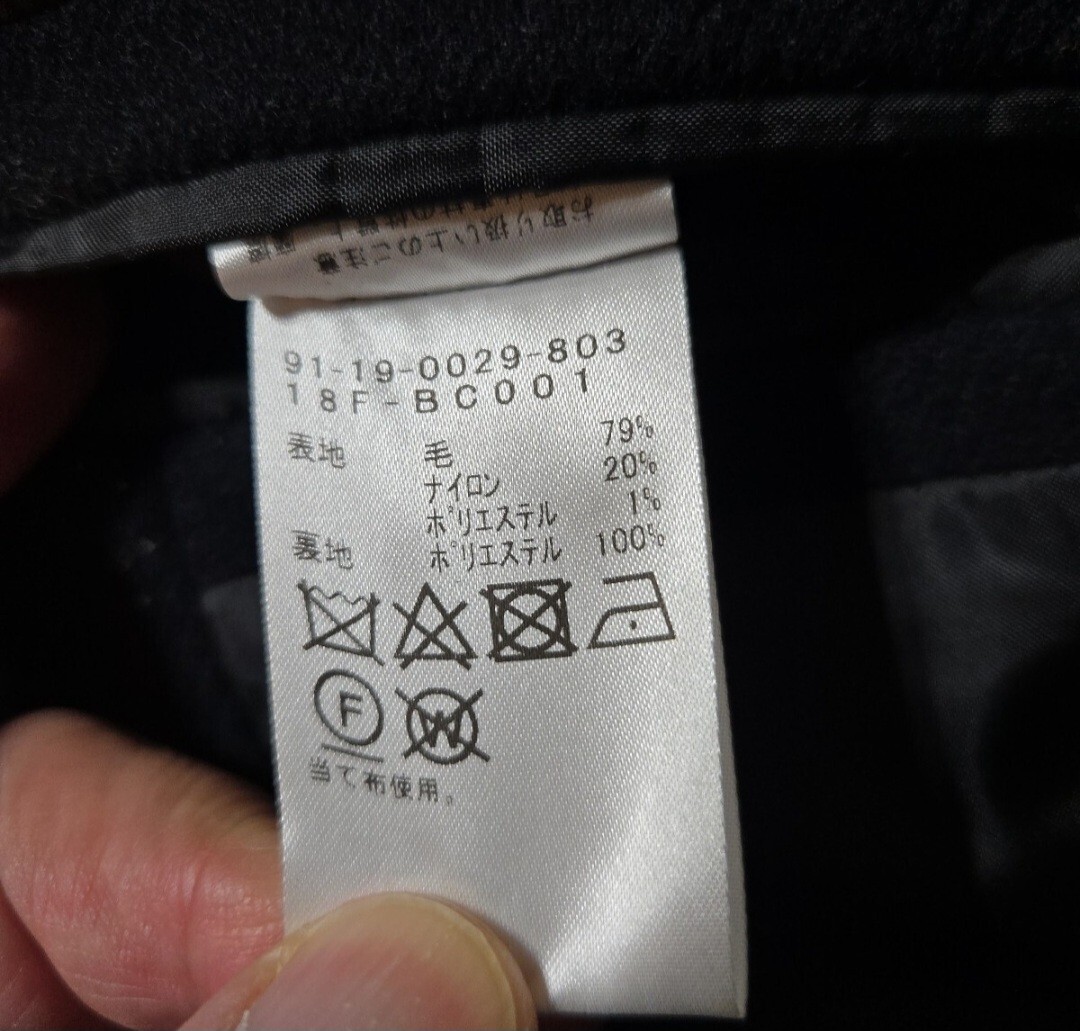 お取り扱い上のご注意
91-19-0029-803
18F-BC001
表地 毛 79%
ナイロン 20%
ポリエステル 1%
裏地 ポリエステル 100%
F W
当て布使用。